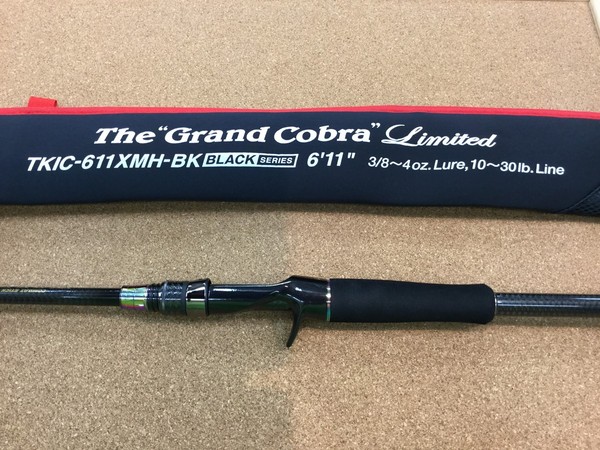 The "Grand Cobra" Limited
TKIC-611XMH-BK BLACK SERIES 6'11" 3/8～4oz. Lure, 10～30lb. Line